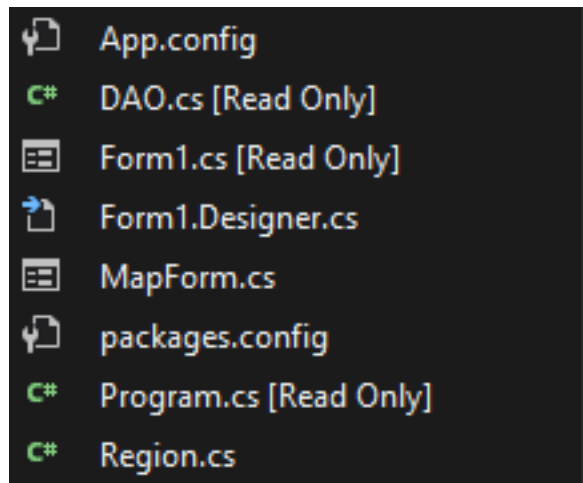 App.config
C# DAO.cs [Read Only]
Form1.cs [Read Only]
Form1.Designer.cs
MapForm.cs
packages.config
C# Program.cs [Read Only]
C# Region.cs